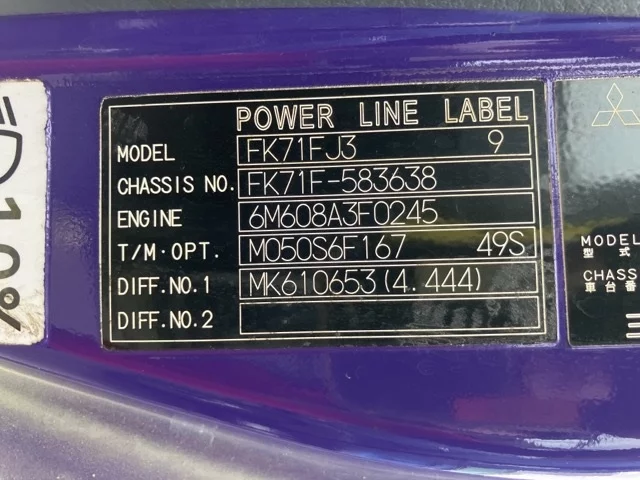 POWER LINE LABEL
MODEL FK71FJ3 9
CHASSIS NO. FK71F-583638
ENGINE 6M608A3F0245
T/M·OPT. M050S6F167 49S
DIFF.NO.1 MK610653(4.444)
DIFF.NO.2
10%
MODEL
型式
CHASS
車台番